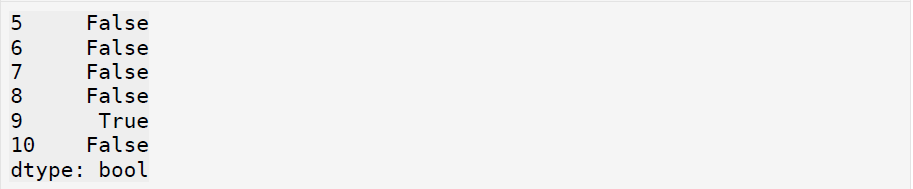 5     False
6     False
7     False
8     False
9      True
10    False
dtype: bool